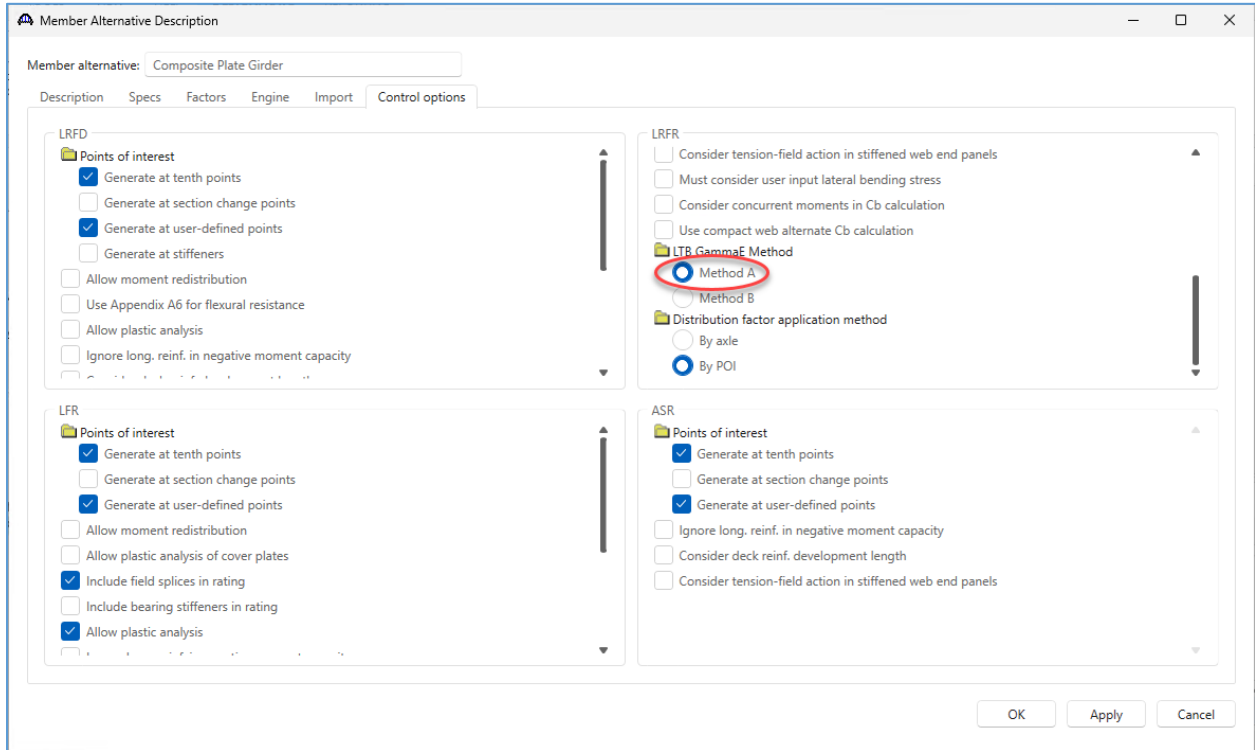 Member Alternative Description
Member alternative: Composite Plate Girder
Description Specs Factors Engine Import Control options
LRFD
Points of interest
Generate at tenth points
Generate at section change points
Generate at user-defined points
Generate at stiffeners
Allow moment redistribution
Use Appendix A6 for flexural resistance
Allow plastic analysis
Ignore long. reinf. in negative moment capacity
LRFR
Consider tension-field action in stiffened web end panels
Must consider user input lateral bending stress
Consider concurrent moments in Cb calculation
Use compact web alternate Cb calculation
LTB GammaE Method
Method A
Method B
Distribution factor application method
By axle
By POI
LFR
Points of interest
Generate at tenth points
Generate at section change points
Generate at user-defined points
Allow moment redistribution
Allow plastic analysis of cover plates
Include field splices in rating
Include bearing stiffeners in rating
Allow plastic analysis
ASR
Points of interest
Generate at tenth points
Generate at section change points
Generate at user-defined points
Ignore long. reinf. in negative moment capacity
Consider deck reinf. development length
Consider tension-field action in stiffened web end panels
OK Apply Cancel